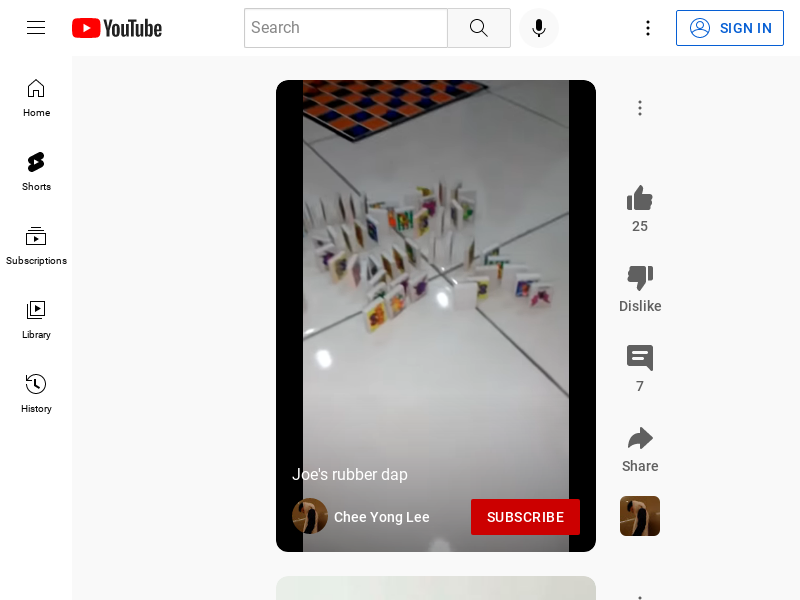 YouTube
Search
SIGN IN
Home
Shorts
Subscriptions
Library
History
Joe's rubber dap
Chee Yong Lee
SUBSCRIBE
25
Dislike
7
Share